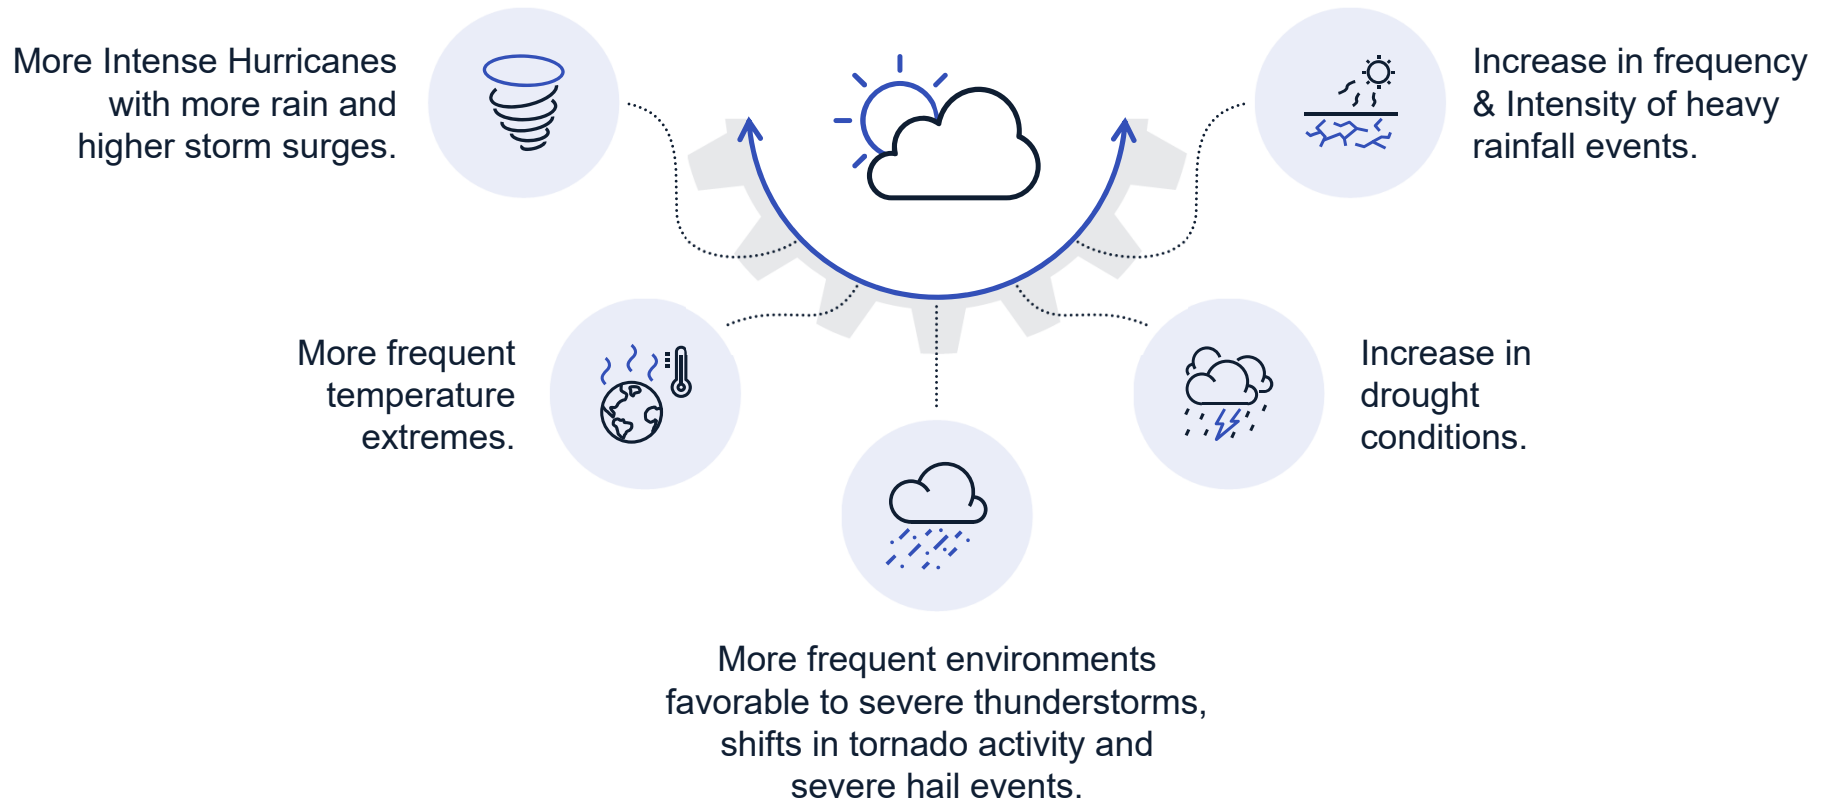 More Intense Hurricanes
with more rain and
higher storm surges.
Increase in frequency
& Intensity of heavy
rainfall events.
More frequent
temperature
extremes.
Increase in
drought
conditions.
More frequent environments
favorable to severe thunderstorms,
shifts in tornado activity and
severe hail events.